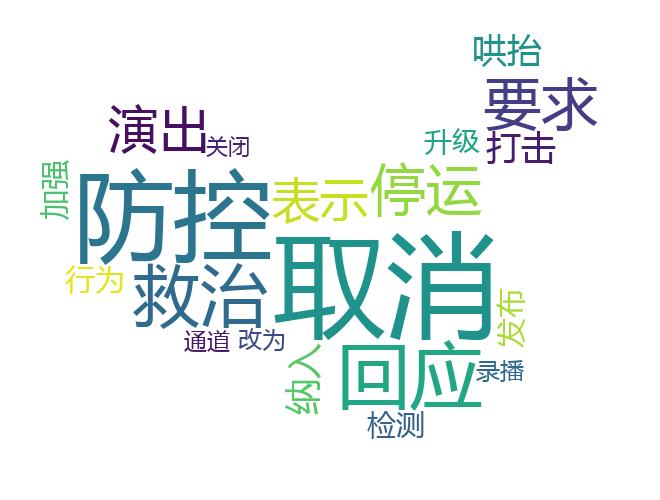 哄抬
要求
演出
关闭
升级
打击
加强
防控
表示
停运
行为
救治
取消
发布
通道
改为
纳入
回应
录播
检测